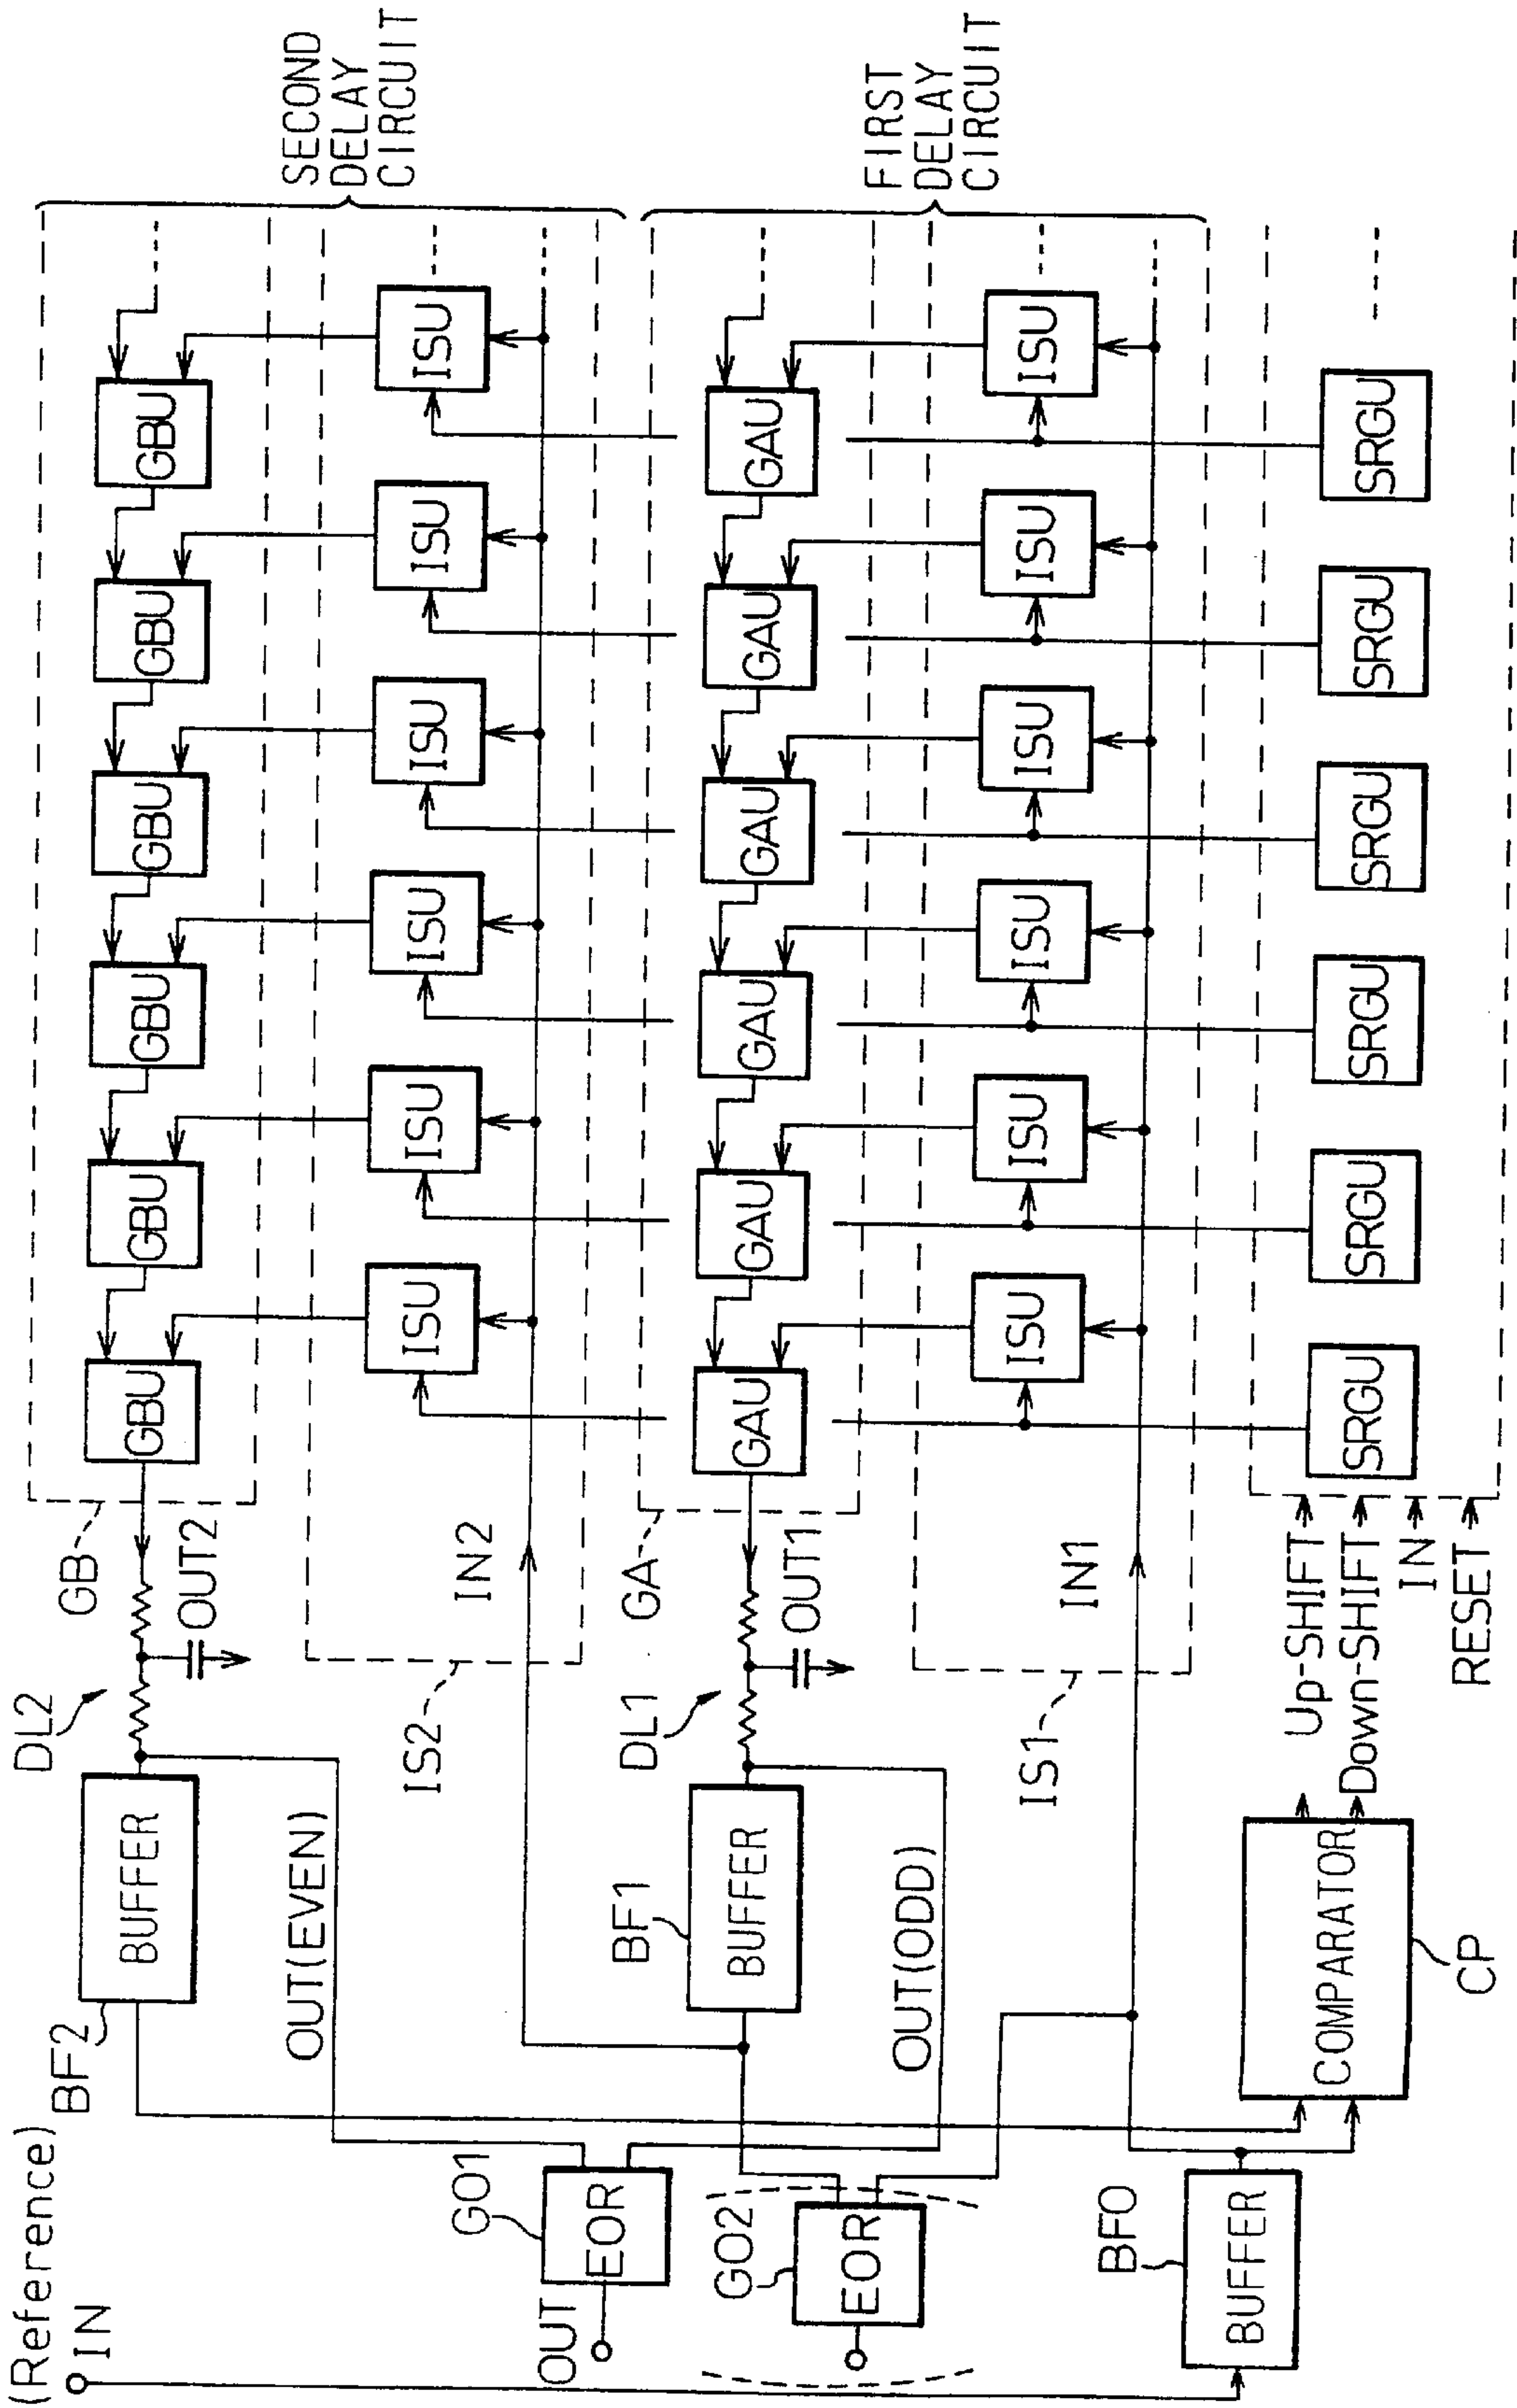 (Reference)
IN
BF2
BUFFER
DL2
GB
OUT2
GBU
GBU
GBU
GBU
GBU
GBU
SECOND
DELAY
CIRCUIT
OUT(EVEN)
IS2
IN2
ISU
ISU
ISU
ISU
ISU
ISU
GO1
EOR
OUT
BF1
BUFFER
DL1
GA
OUT1
GAU
GAU
GAU
GAU
GAU
GAU
FIRST
DELAY
CIRCUIT
OUT(ODD)
GO2
EOR
IS1
IN1
ISU
ISU
ISU
ISU
ISU
ISU
BF0
BUFFER
COMPARATOR
CP
Up-SHIFT
Down-SHIFT
IN
RESET
SRGU
SRGU
SRGU
SRGU
SRGU
SRGU